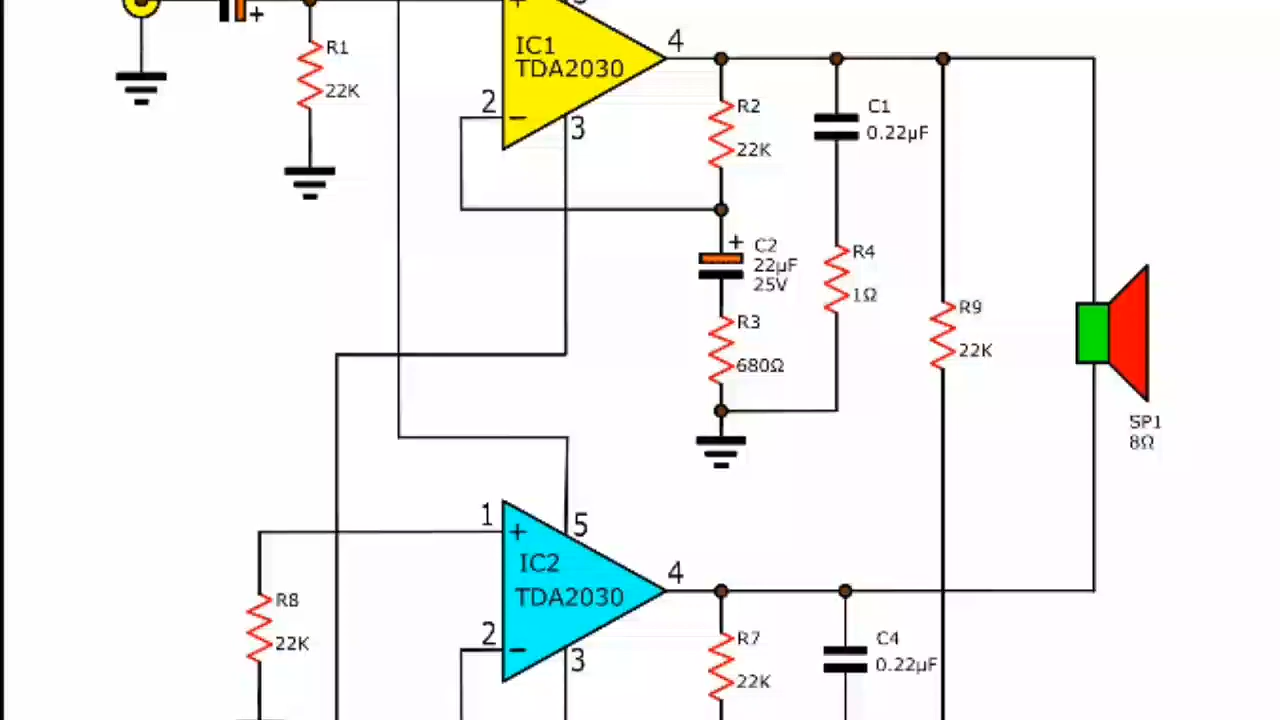 +
+
5
IC1
TDA2030
4
R1
22K
2
−
3
R2
22K
C1
0.22µF
+
C2
22µF
25V
R4
1Ω
R3
680Ω
R9
22K
SP1
8Ω
1
+
5
IC2
TDA2030
4
R8
22K
2
−
3
R7
22K
C4
0.22µF